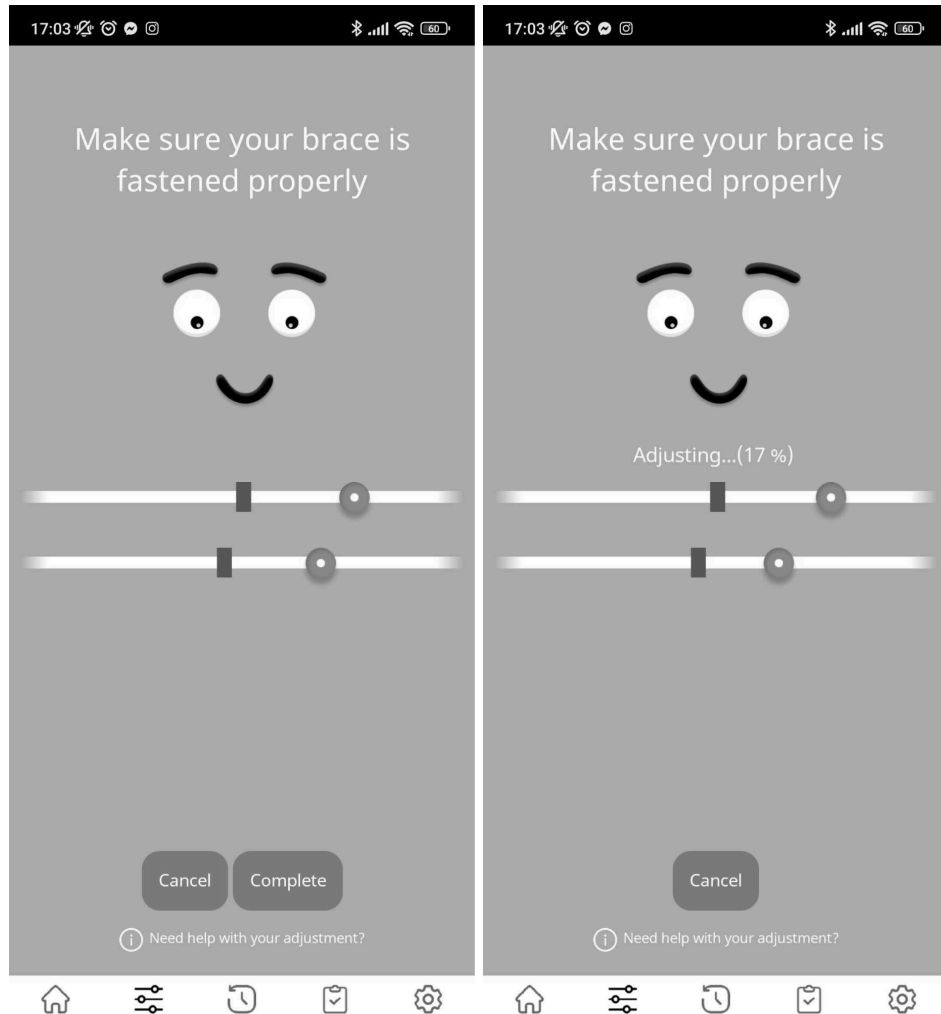 17:03
60
Make sure your brace is
fastened properly
Cancel
Complete
Need help with your adjustment?
17:03
60
Make sure your brace is
fastened properly
Adjusting...(17 %)
Cancel
Need help with your adjustment?